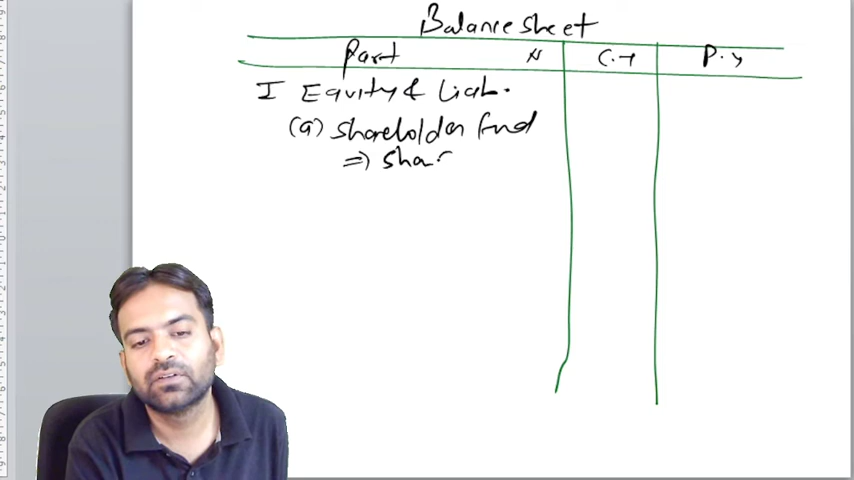 Balance sheet
Part N C.Y P.Y
I Equity & Liab.
(a) Shareholder fund
⇒ Shar